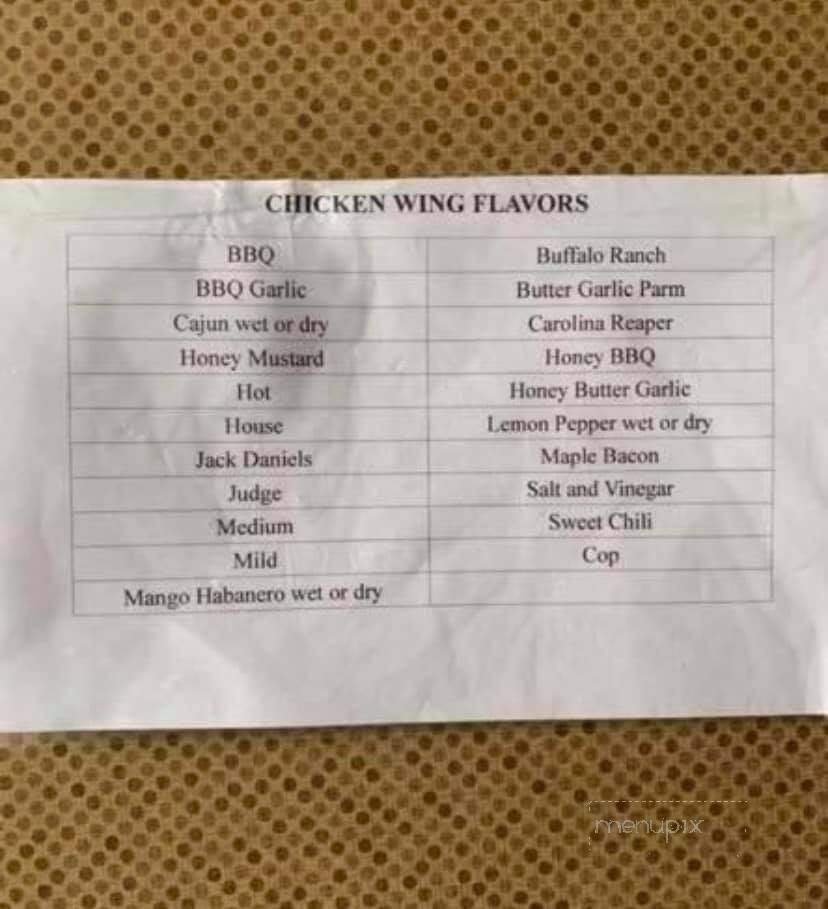 CHICKEN WING FLAVORS
BBQ Buffalo Ranch
BBQ Garlic Butter Garlic Parm
Cajun wet or dry Carolina Reaper
Honey Mustard Honey BBQ
Hot Honey Butter Garlic
House Lemon Pepper wet or dry
Jack Daniels Maple Bacon
Judge Salt and Vinegar
Medium Sweet Chili
Mild Cop
Mango Habanero wet or dry
menupix